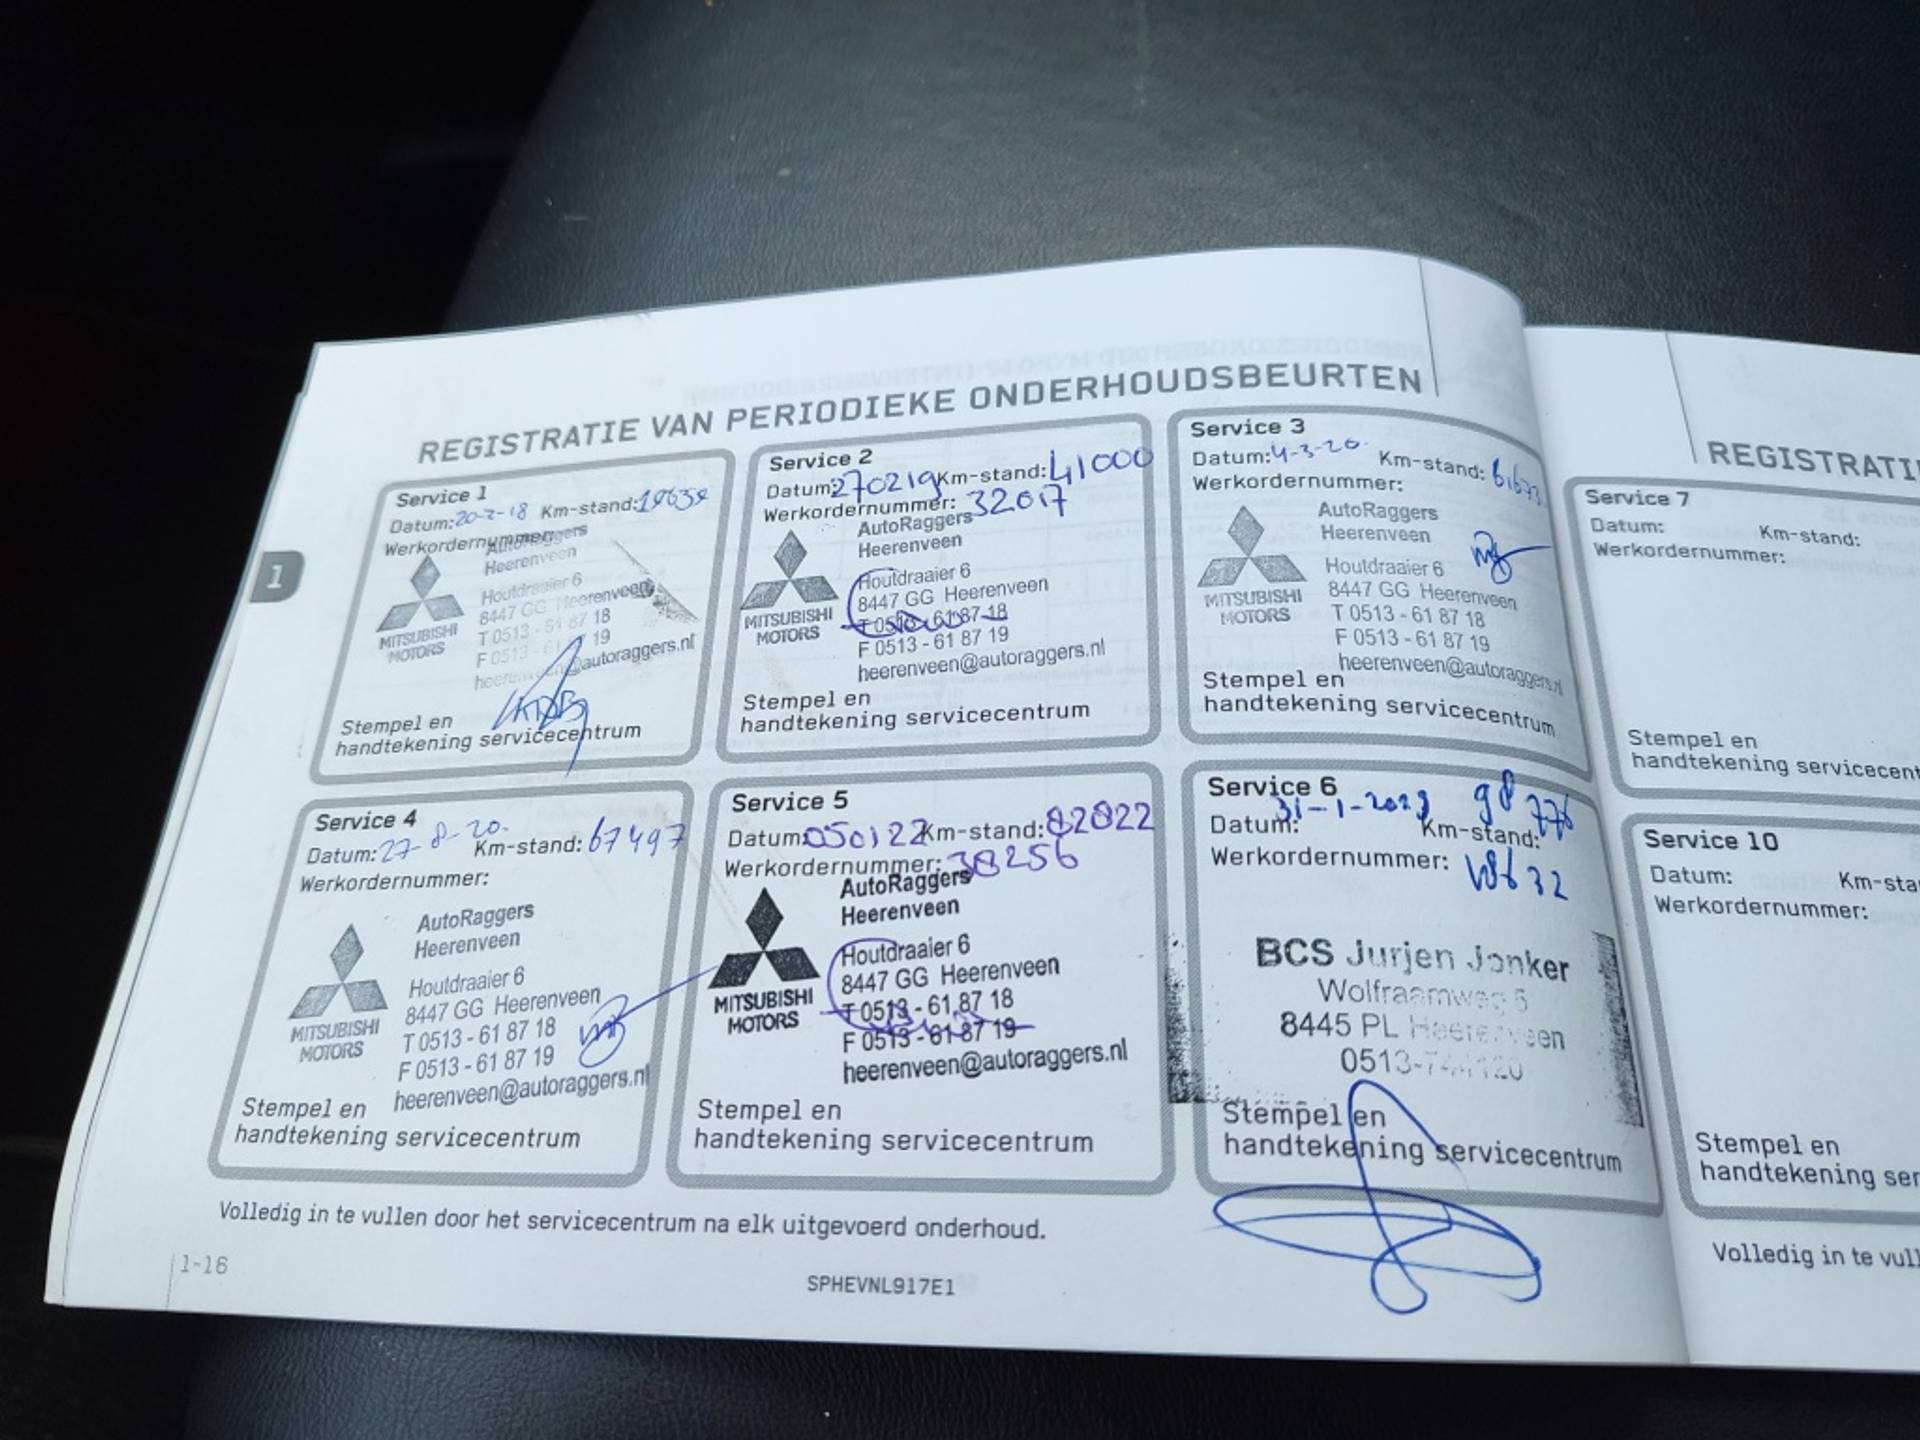 REGISTRATIE VAN PERIODIEKE ONDERHOUDSBEURTEN
1
Service 1
Datum: 20-2-18 Km-stand:
Werkordernummer:
AutoRaggers
Heerenveen
Houtdraaier 6
8447 GG Heerenveen
T 0513 - 61 87 18
F 0513 - 61 87 19
heerenveen@autoraggers.nl
MITSUBISHI
MOTORS
Stempel en
handtekening servicecentrum
Service 2
Datum: 270219 Km-stand: 41000
Werkordernummer: 32017
AutoRaggers
Heerenveen
Houtdraaier 6
8447 GG Heerenveen
T 0513 - 61 87 18
F 0513 - 61 87 19
heerenveen@autoraggers.nl
MITSUBISHI
MOTORS
Stempel en
handtekening servicecentrum
Service 3
Datum: 4-3-20. Km-stand:
Werkordernummer:
AutoRaggers
Heerenveen
Houtdraaier 6
8447 GG Heerenveen
T 0513 - 61 87 18
F 0513 - 61 87 19
heerenveen@autoraggers.nl
MITSUBISHI
MOTORS
Stempel en
handtekening servicecentrum
Service 4
Datum: 27-8-20. Km-stand: 67497
Werkordernummer:
AutoRaggers
Heerenveen
Houtdraaier 6
8447 GG Heerenveen
T 0513 - 61 87 18
F 0513 - 61 87 19
heerenveen@autoraggers.nl
MITSUBISHI
MOTORS
Stempel en
handtekening servicecentrum
Service 5
Datum: 050122 Km-stand: 82822
Werkordernummer: 38256
AutoRaggers
Heerenveen
Houtdraaier 6
8447 GG Heerenveen
T 0513 - 61 87 18
F 0513 - 61 87 19
heerenveen@autoraggers.nl
MITSUBISHI
MOTORS
Stempel en
handtekening servicecentrum
Service 6
Datum: 31-1-2023 Km-stand: 98776
Werkordernummer:
BCS Jurjen Jonker
Wolfraamweg 5
8445 PL Heerenveen
Stempel en
handtekening servicecentrum
Volledig in te vullen door het servicecentrum na elk uitgevoerd onderhoud.
1-16
SPHEVNL917E1
REGISTRATI
Service 7
Datum: Km-stand:
Werkordernummer:
Stempel en
handtekening servicecent
Service 10
Datum: Km-sta
Werkordernummer:
Stempel en
handtekening ser
Volledig in te vull